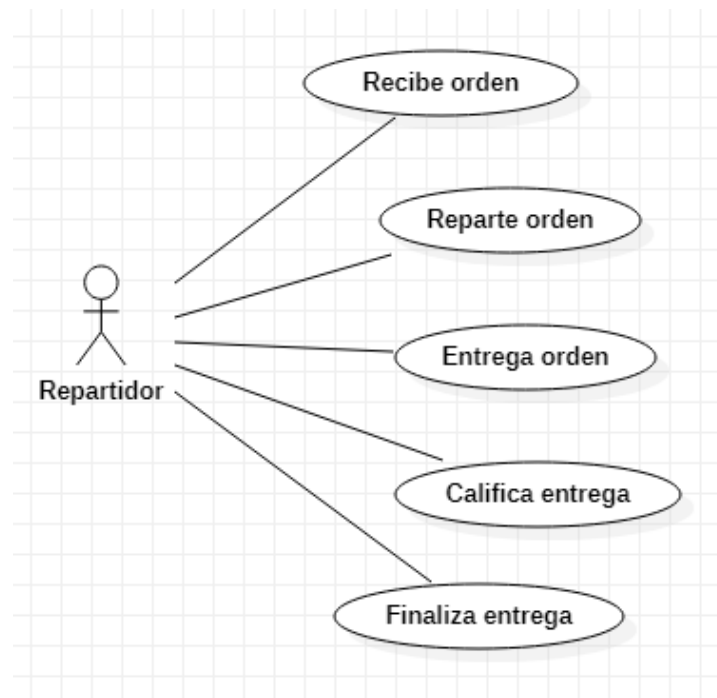 Recibe orden
Reparte orden
Entrega orden
Repartidor
Califica entrega
Finaliza entrega